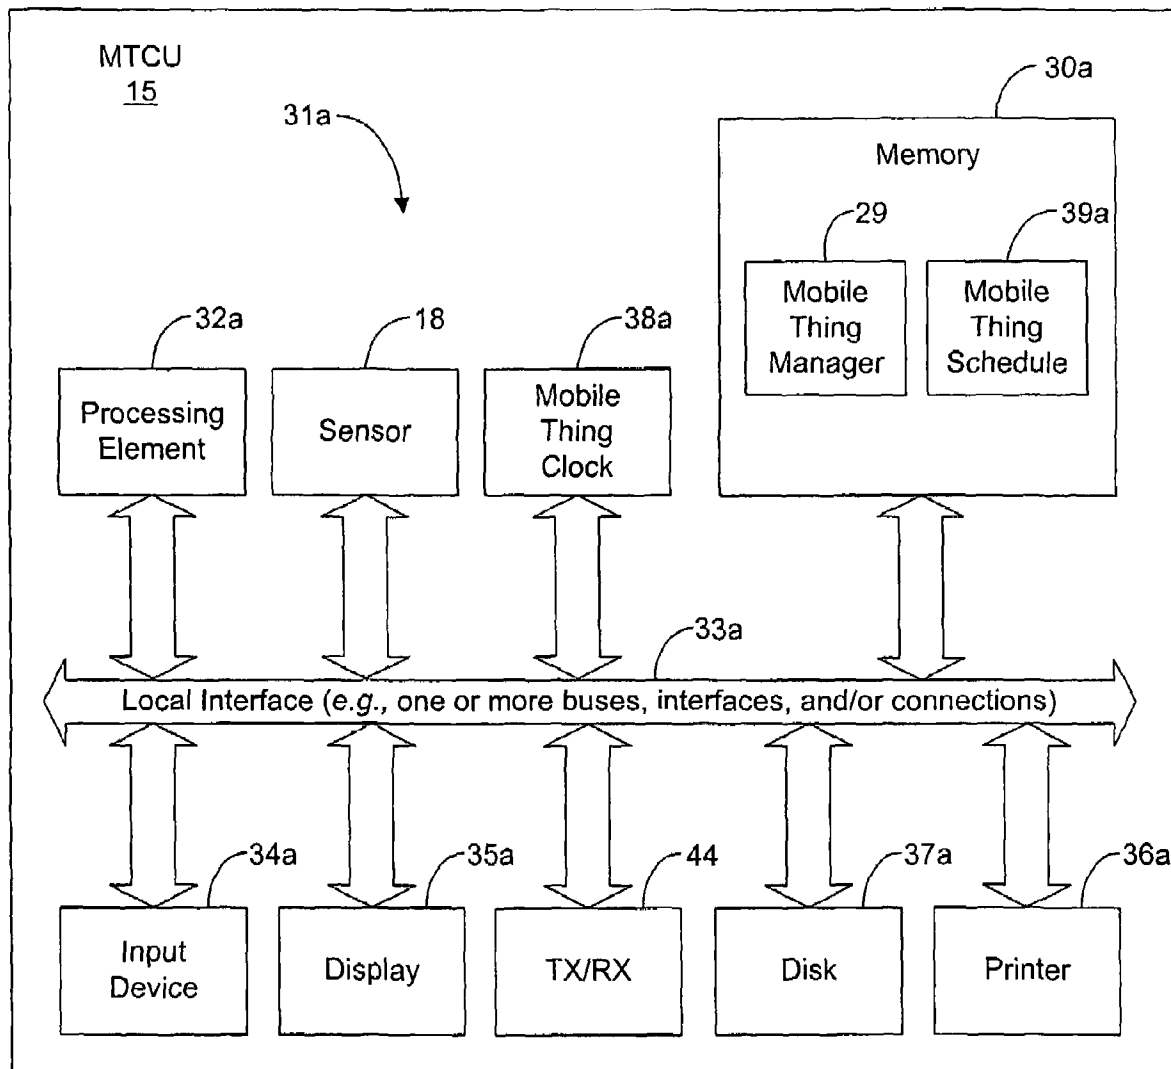 MTCU
15
31a
30a
Memory
29
39a
Mobile
Thing
Manager
Mobile
Thing
Schedule
32a
18
38a
Processing
Element
Sensor
Mobile
Thing
Clock
33a
Local Interface (e.g., one or more buses, interfaces, and/or connections)
34a
35a
44
37a
36a
Input
Device
Display
TX/RX
Disk
Printer